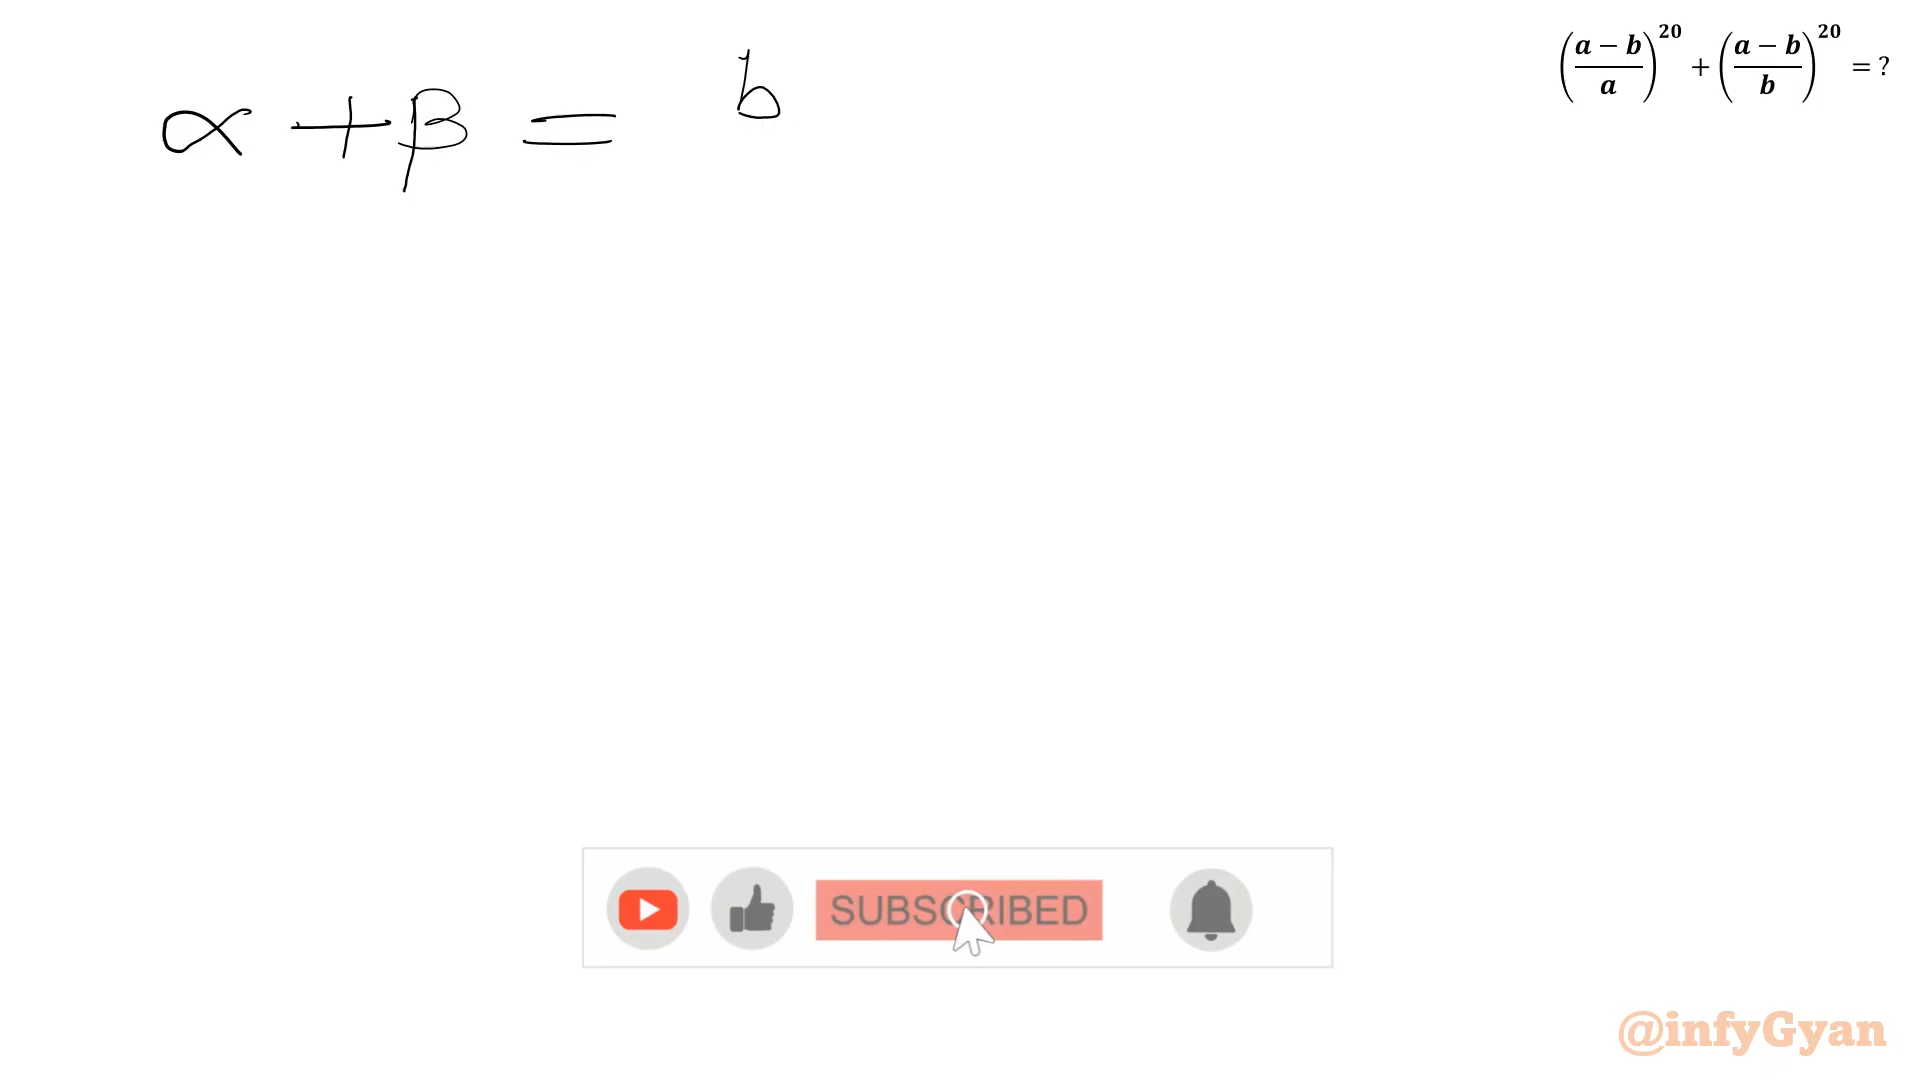 α + β = b
(a − b / a)^20 + (a − b / b)^20 = ?
SUBSCRIBED
@infyGyan